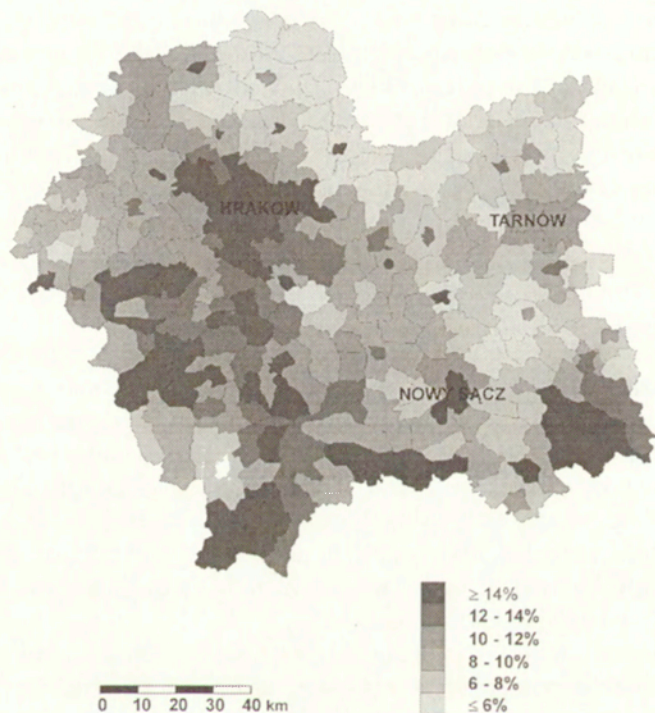 KRAKÓW
TARNÓW
NOWY SĄCZ
≥ 14%
12 - 14%
10 - 12%
8 - 10%
6 - 8%
≤ 6%
0 10 20 30 40 km